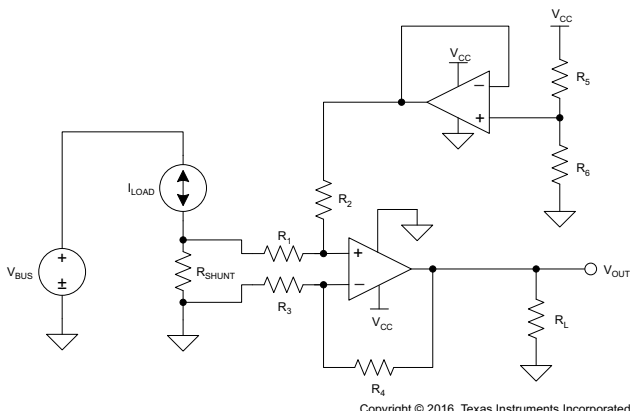 V_CC
V_CC
R_5
R_6
I_LOAD
R_2
R_1
V_BUS
R_SHUNT
R_3
V_CC
V_OUT
R_L
R_4
+
±
-
+
+
-
Copyright © 2016, Texas Instruments Incorporated